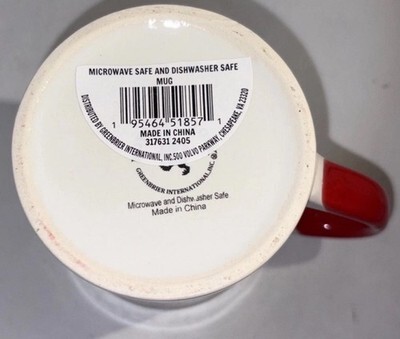 MICROWAVE SAFE AND DISHWASHER SAFE
MUG
1 95464 51857 1
MADE IN CHINA
317631 2405
DISTRIBUTED BY GREENBRIER INTERNATIONAL, INC. 500 VOLVO PARKWAY, CHESAPEAKE, VA 23320
GREENBRIER INTERNATIONAL, INC.
Microwave and Dishwasher Safe
Made in China